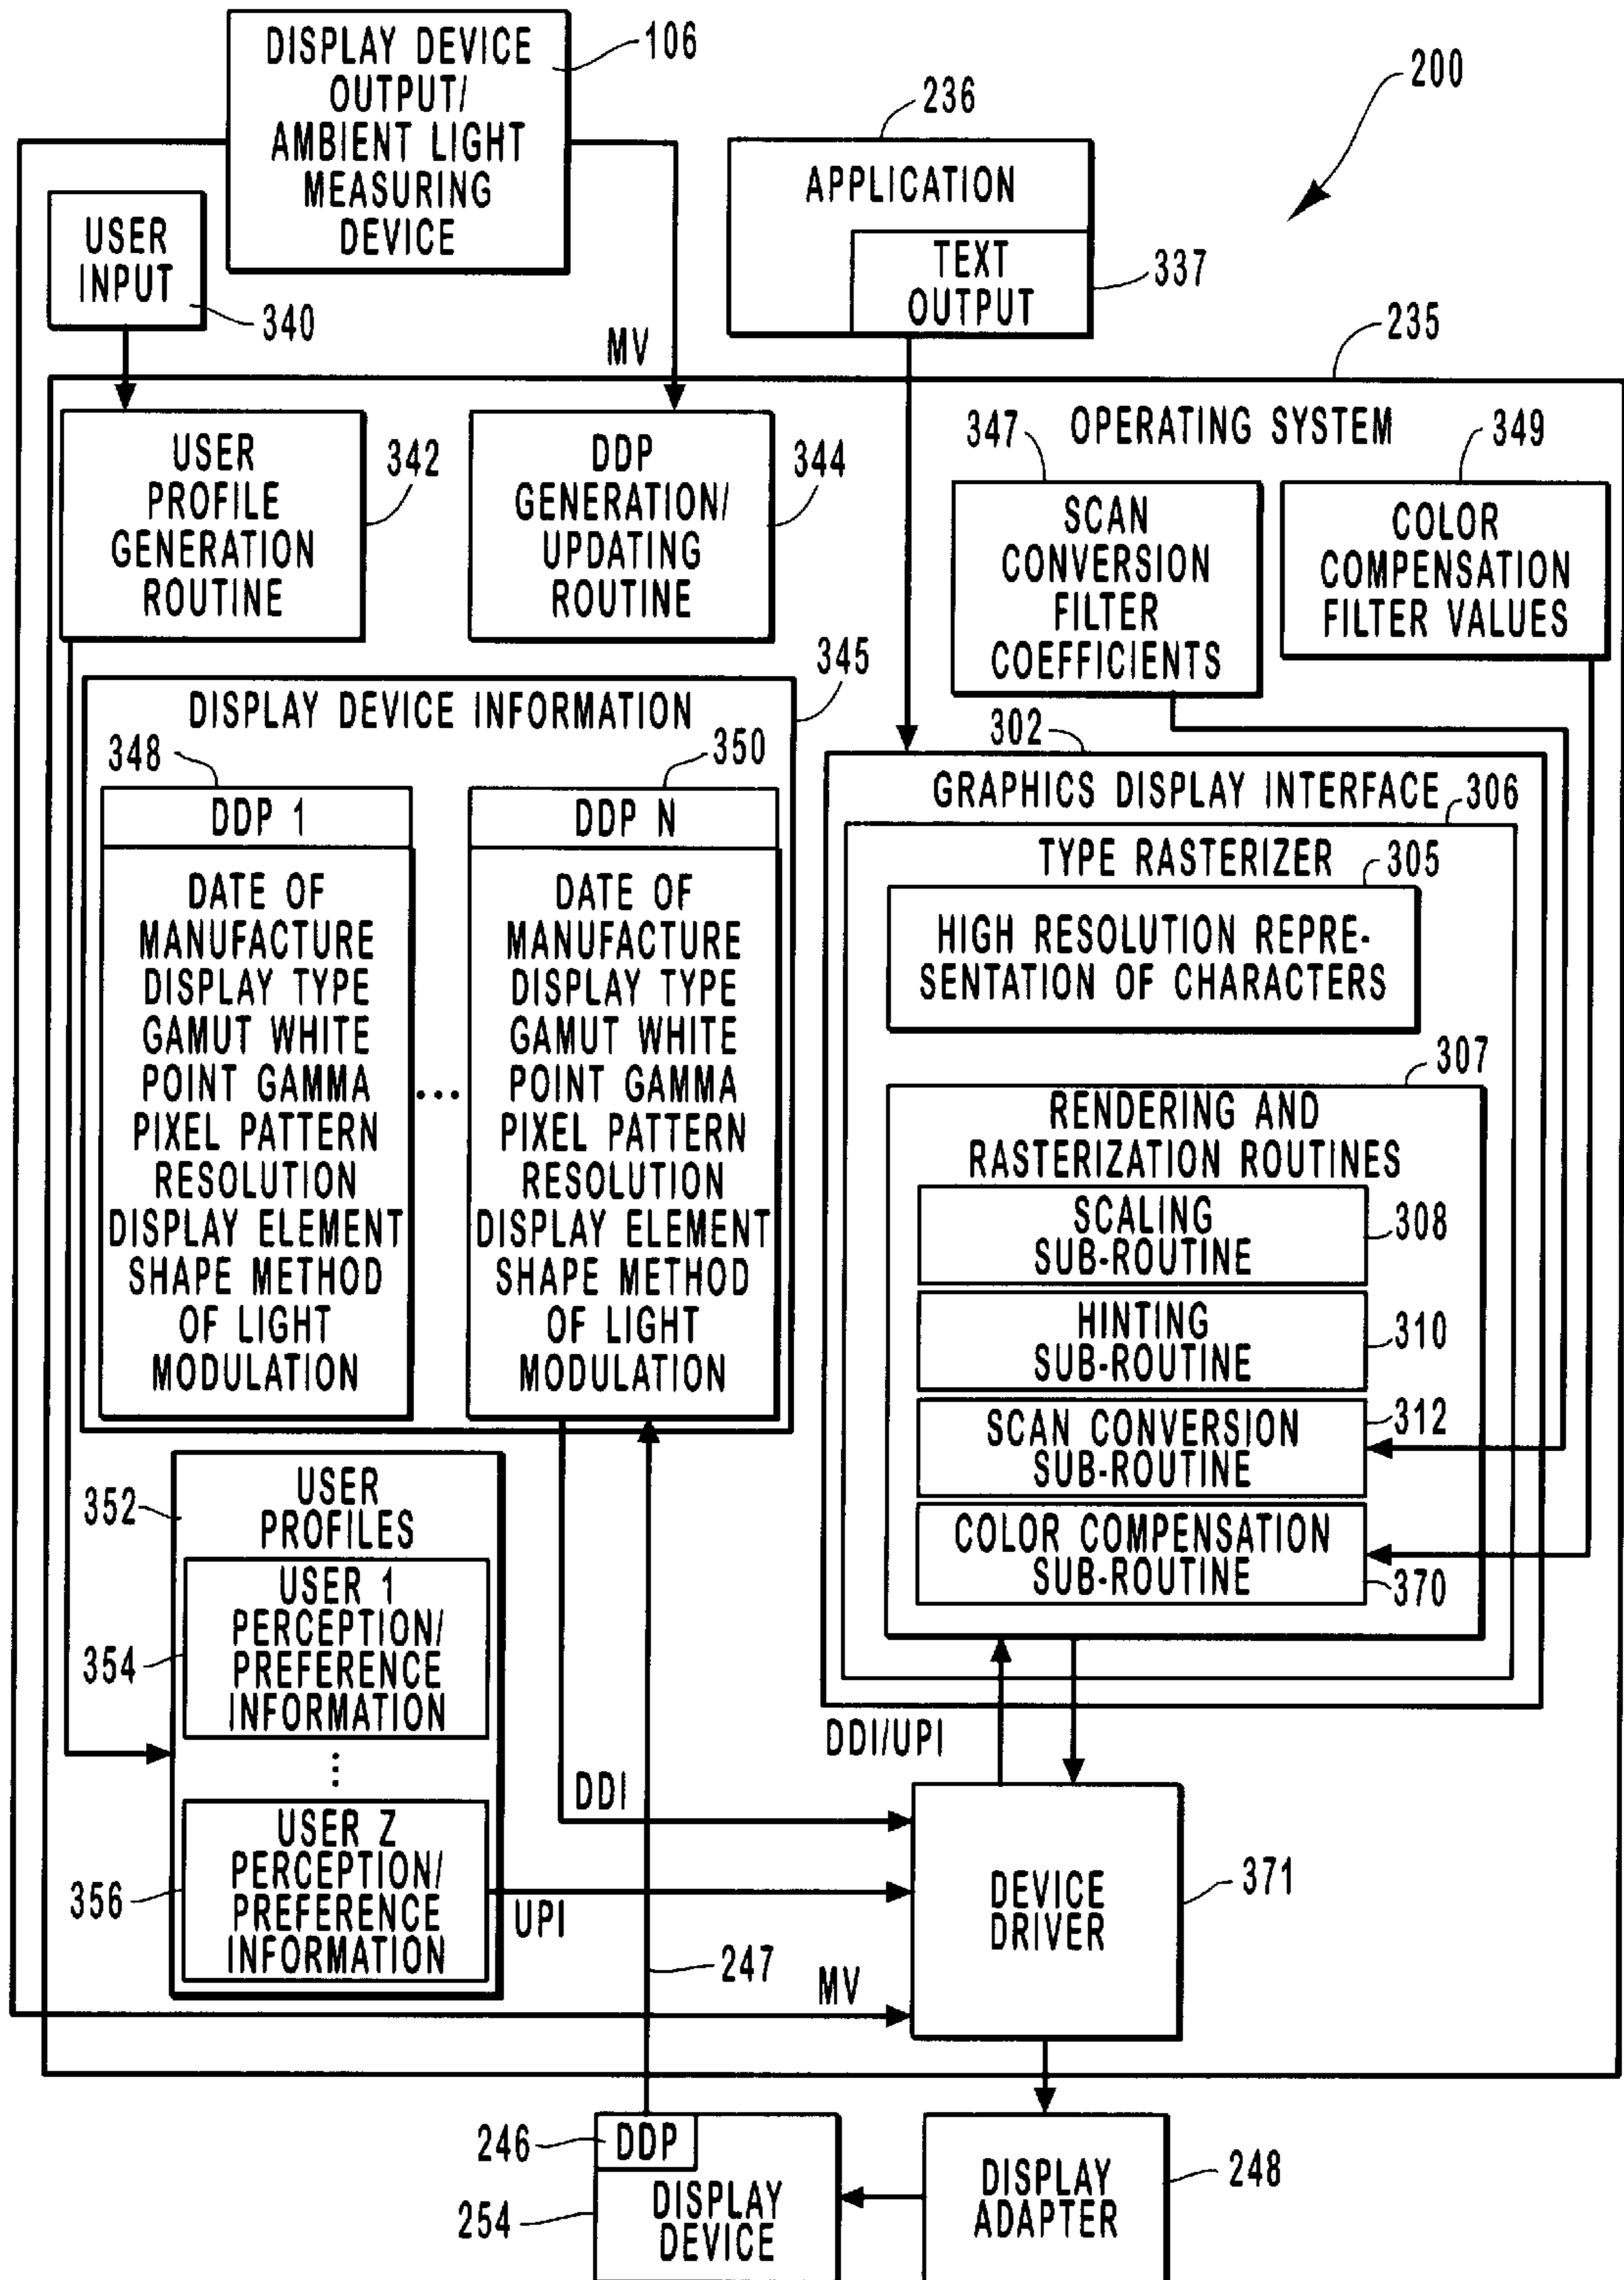 DISPLAY DEVICE
OUTPUT/
AMBIENT LIGHT
MEASURING
DEVICE
106
200
236
APPLICATION
TEXT
OUTPUT
337
USER
INPUT
340
MV
235
OPERATING SYSTEM
USER
PROFILE
GENERATION
ROUTINE
342
DDP
GENERATION/
UPDATING
ROUTINE
344
347
SCAN
CONVERSION
FILTER
COEFFICIENTS
349
COLOR
COMPENSATION
FILTER VALUES
345
DISPLAY DEVICE INFORMATION
348
DDP 1
DATE OF
MANUFACTURE
DISPLAY TYPE
GAMUT WHITE
POINT GAMMA
PIXEL PATTERN
RESOLUTION
DISPLAY ELEMENT
SHAPE METHOD
OF LIGHT
MODULATION
...
350
DDP N
DATE OF
MANUFACTURE
DISPLAY TYPE
GAMUT WHITE
POINT GAMMA
PIXEL PATTERN
RESOLUTION
DISPLAY ELEMENT
SHAPE METHOD
OF LIGHT
MODULATION
302
GRAPHICS DISPLAY INTERFACE
306
TYPE RASTERIZER
305
HIGH RESOLUTION REPRE-
SENTATION OF CHARACTERS
307
RENDERING AND
RASTERIZATION ROUTINES
SCALING
SUB-ROUTINE
308
HINTING
SUB-ROUTINE
310
SCAN CONVERSION
SUB-ROUTINE
312
COLOR COMPENSATION
SUB-ROUTINE
370
352
USER
PROFILES
USER 1
PERCEPTION/
PREFERENCE
INFORMATION
354
...
USER Z
PERCEPTION/
PREFERENCE
INFORMATION
356
DDI/UPI
DDI
UPI
247
MV
DEVICE
DRIVER
371
246
DDP
DISPLAY
DEVICE
254
DISPLAY
ADAPTER
248